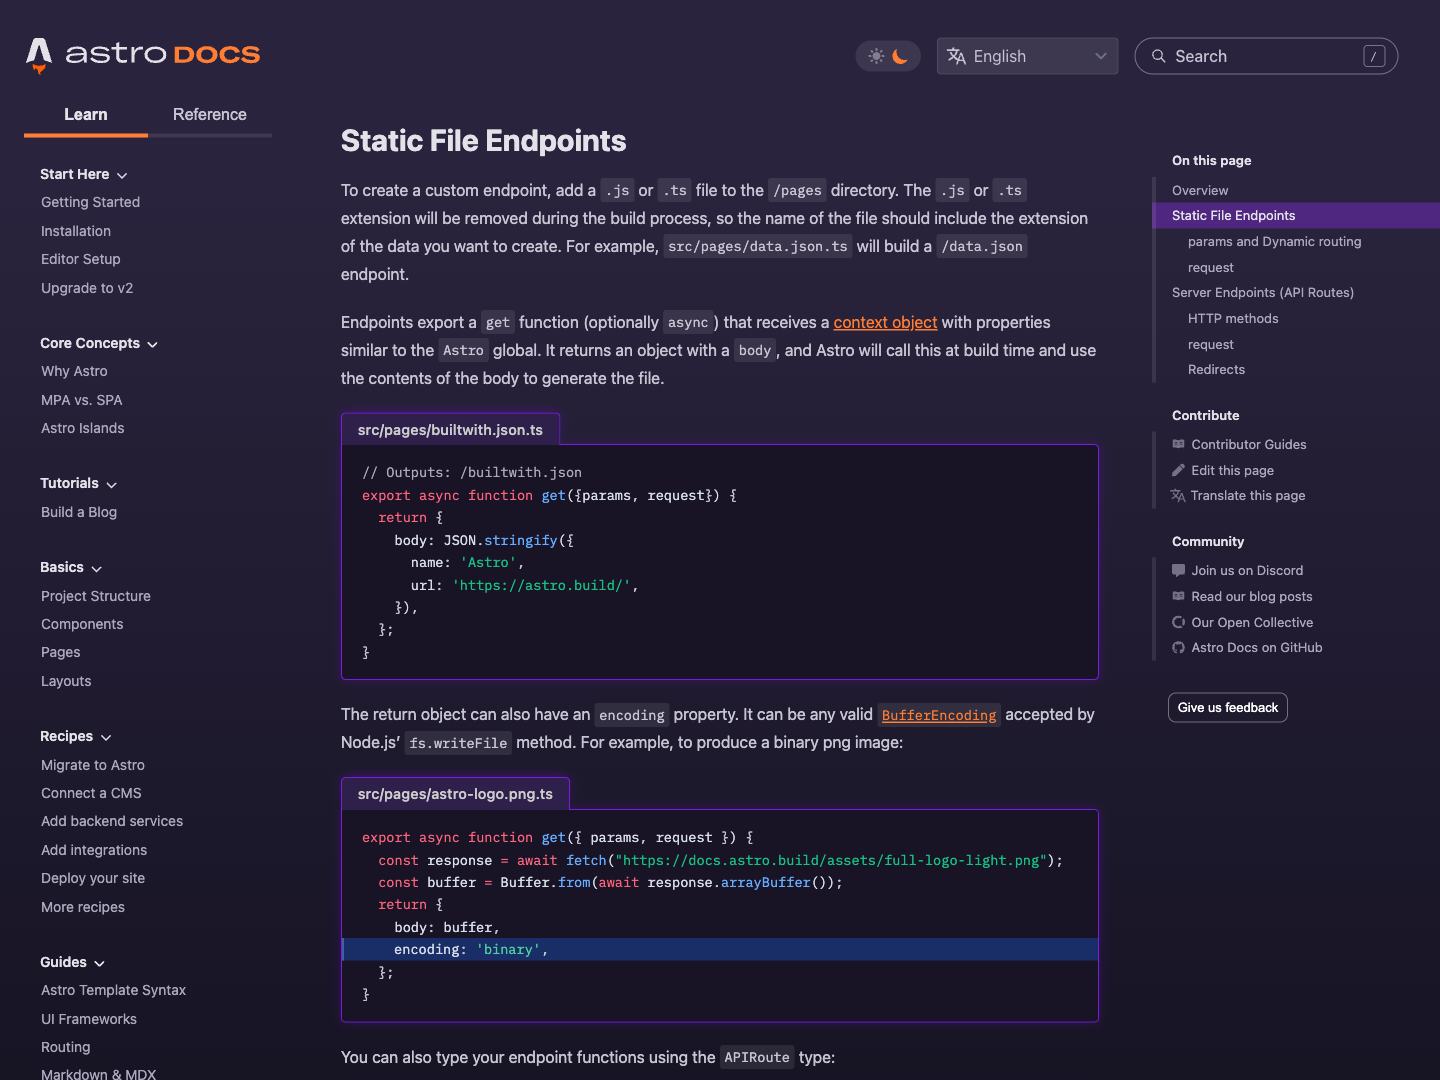 astro DOCS
English
Search
/
Learn
Reference
Start Here
Getting Started
Installation
Editor Setup
Upgrade to v2
Core Concepts
Why Astro
MPA vs. SPA
Astro Islands
Tutorials
Build a Blog
Basics
Project Structure
Components
Pages
Layouts
Recipes
Migrate to Astro
Connect a CMS
Add backend services
Add integrations
Deploy your site
More recipes
Guides
Astro Template Syntax
UI Frameworks
Routing
Markdown & MDX
Static File Endpoints
To create a custom endpoint, add a .js or .ts file to the /pages directory. The .js or .ts
extension will be removed during the build process, so the name of the file should include the extension
of the data you want to create. For example, src/pages/data.json.ts will build a /data.json
endpoint.
Endpoints export a get function (optionally async) that receives a context object with properties
similar to the Astro global. It returns an object with a body, and Astro will call this at build time and use
the contents of the body to generate the file.
src/pages/builtwith.json.ts
// Outputs: /builtwith.json
export async function get({params, request}) {
  return {
    body: JSON.stringify({
      name: 'Astro',
      url: 'https://astro.build/',
    }),
  };
}
The return object can also have an encoding property. It can be any valid BufferEncoding accepted by
Node.js’ fs.writeFile method. For example, to produce a binary png image:
src/pages/astro-logo.png.ts
export async function get({ params, request }) {
  const response = await fetch("https://docs.astro.build/assets/full-logo-light.png");
  const buffer = Buffer.from(await response.arrayBuffer());
  return {
    body: buffer,
    encoding: 'binary',
  };
}
You can also type your endpoint functions using the APIRoute type:
On this page
Overview
Static File Endpoints
params and Dynamic routing
request
Server Endpoints (API Routes)
HTTP methods
request
Redirects
Contribute
Contributor Guides
Edit this page
Translate this page
Community
Join us on Discord
Read our blog posts
Our Open Collective
Astro Docs on GitHub
Give us feedback